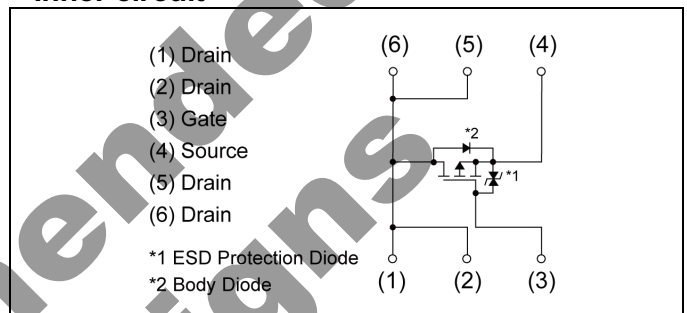 Inner circuit
(1) Drain
(2) Drain
(3) Gate
(4) Source
(5) Drain
(6) Drain
*1 ESD Protection Diode
*2 Body Diode
(6) (5) (4)
*2
*1
(1) (2) (3)